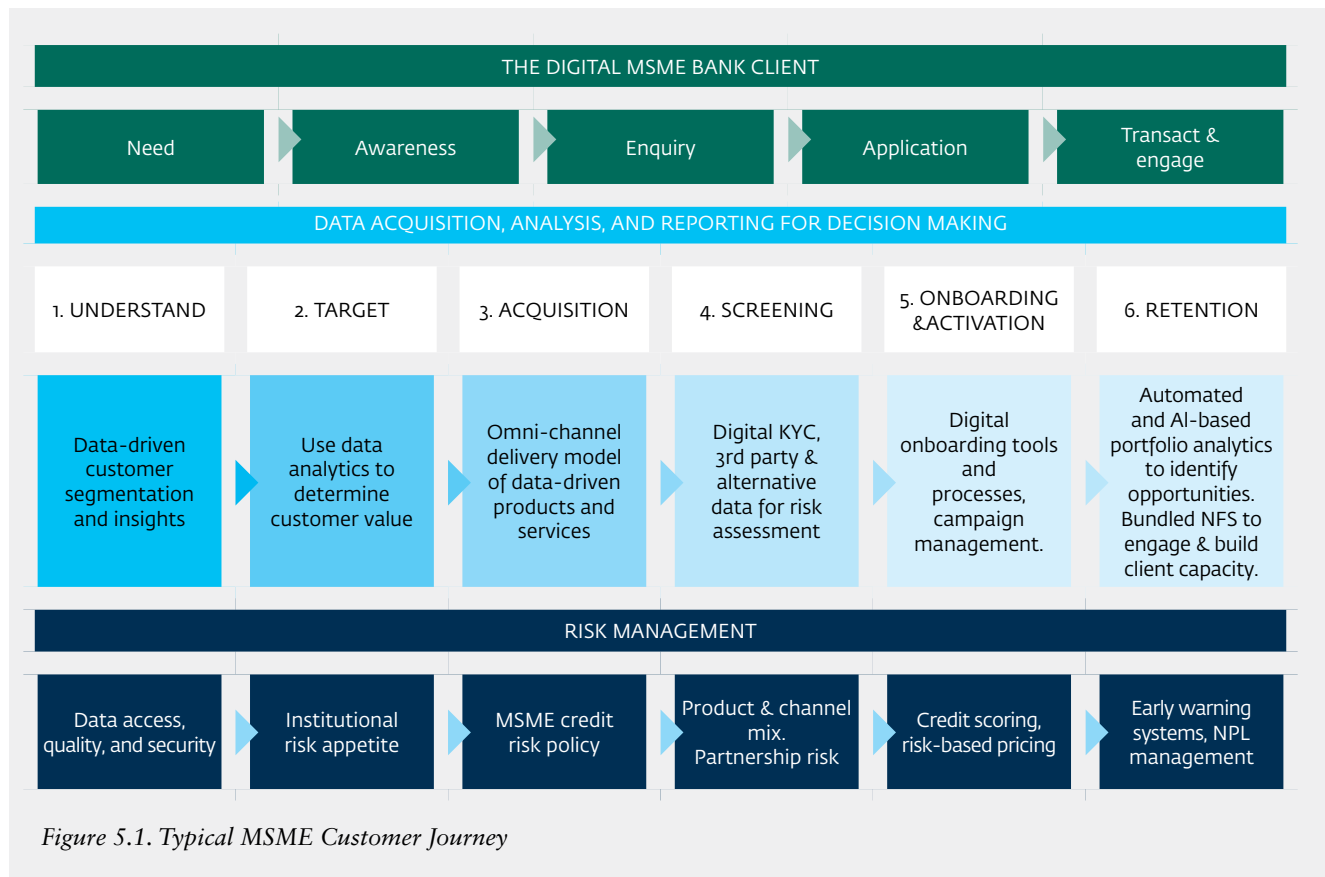 THE DIGITAL MSME BANK CLIENT
Need
Awareness
Enquiry
Application
Transact &
engage
DATA ACQUISITION, ANALYSIS, AND REPORTING FOR DECISION MAKING
1. UNDERSTAND
2. TARGET
3. ACQUISITION
4. SCREENING
5. ONBOARDING
&ACTIVATION
6. RETENTION
Data-driven
customer
segmentation
and insights
Use data
analytics to
determine
customer value
Omni-channel
delivery model
of data-driven
products and
services
Digital KYC,
3rd party &
alternative
data for risk
assessment
Digital
onboarding tools
and
processes,
campaign
management.
Automated
and AI-based
portfolio analytics
to identify
opportunities.
Bundled NFS to
engage & build
client capacity.
RISK MANAGEMENT
Data access,
quality, and security
Institutional
risk appetite
MSME credit
risk policy
Product & channel
mix.
Partnership risk
Credit scoring,
risk-based pricing
Early warning
systems, NPL
management
Figure 5.1. Typical MSME Customer Journey